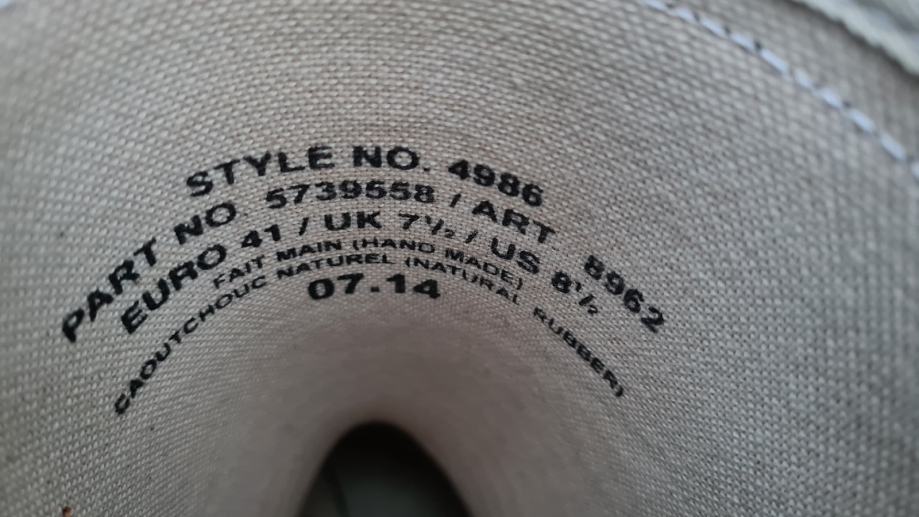 STYLE NO. 4986
PART NO. 5739558 / ART 8962
EURO 41 / UK 7½ / US 8½
FAIT MAIN (HAND MADE)
CAOUTCHOUC NATUREL (NATURAL RUBBER)
07.14